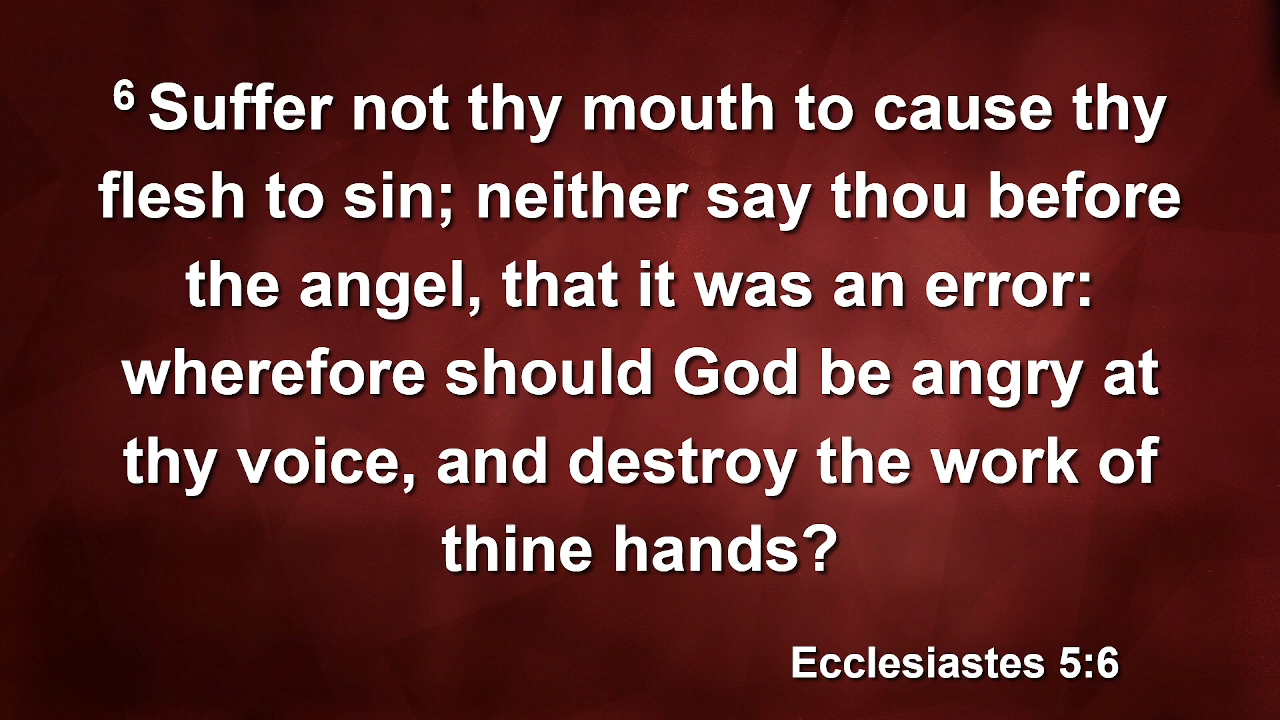 6 Suffer not thy mouth to cause thy
flesh to sin; neither say thou before
the angel, that it was an error:
wherefore should God be angry at
thy voice, and destroy the work of
thine hands?
Ecclesiastes 5:6